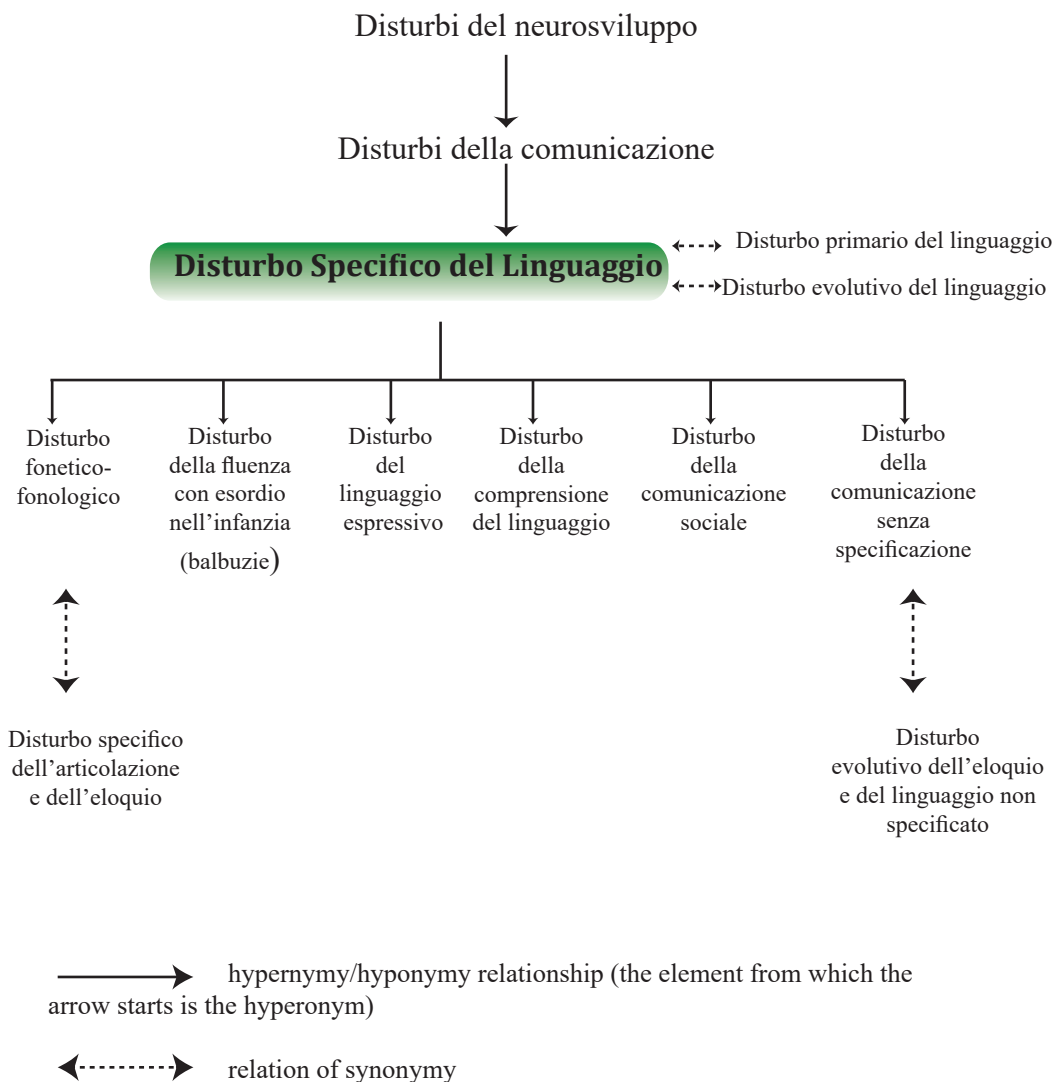 Disturbi del neurosviluppo
Disturbi della comunicazione
Disturbo Specifico del Linguaggio
Disturbo primario del linguaggio
Disturbo evolutivo del linguaggio
Disturbo
fonetico-
fonologico
Disturbo
della fluenza
con esordio
nell’infanzia
(balbuzie)
Disturbo
del
linguaggio
espressivo
Disturbo
della
comprensione
del linguaggio
Disturbo
della
comunicazione
sociale
Disturbo
della
comunicazione
senza
specificazione
Disturbo specifico
dell’articolazione
e dell’eloquio
Disturbo
evolutivo dell’eloquio
e del linguaggio non
specificato
hypernymy/hyponymy relationship (the element from which the
arrow starts is the hyperonym)
relation of synonymy